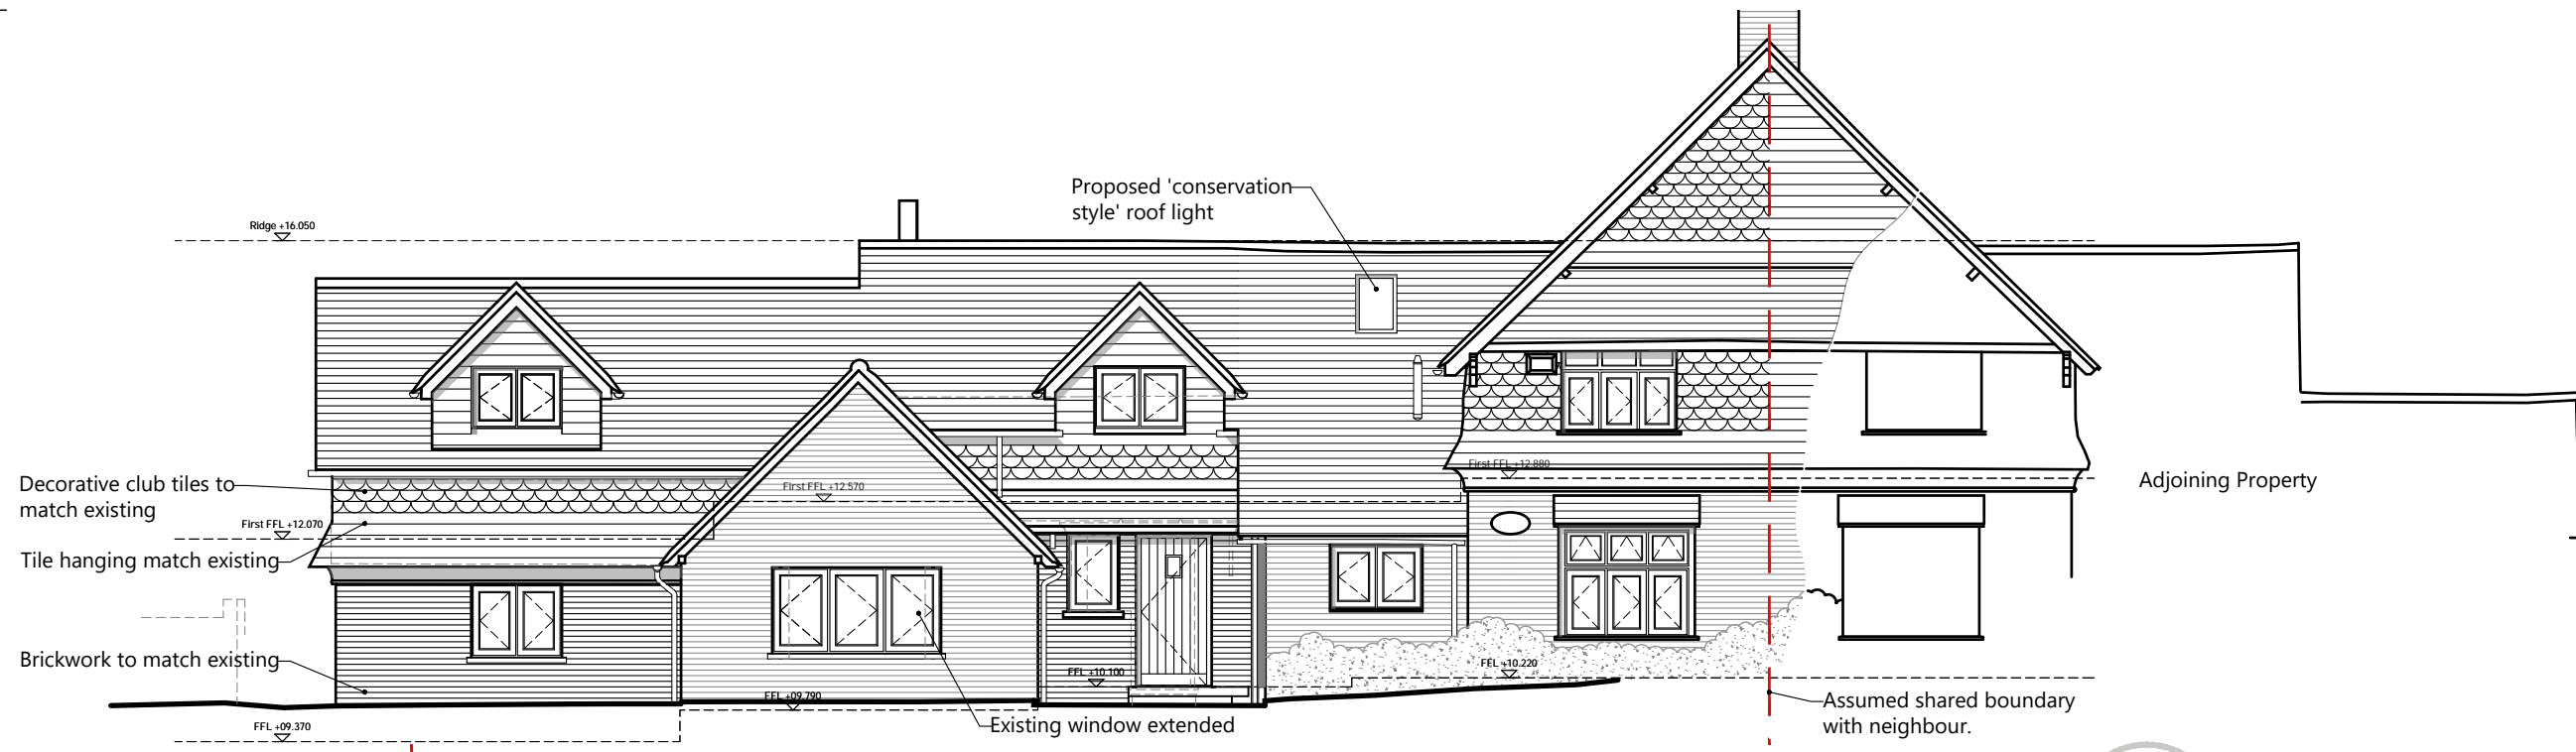 Proposed 'conservation
style' roof light
Ridge +16.050
First FFL +12.880
Adjoining Property
Decorative club tiles to
match existing
First FFL +12.570
First FFL +12.070
Tile hanging match existing
Brickwork to match existing
FFL +10.220
FFL +10.100
FFL +09.790
Assumed shared boundary
with neighbour.
Existing window extended
FFL +09.370